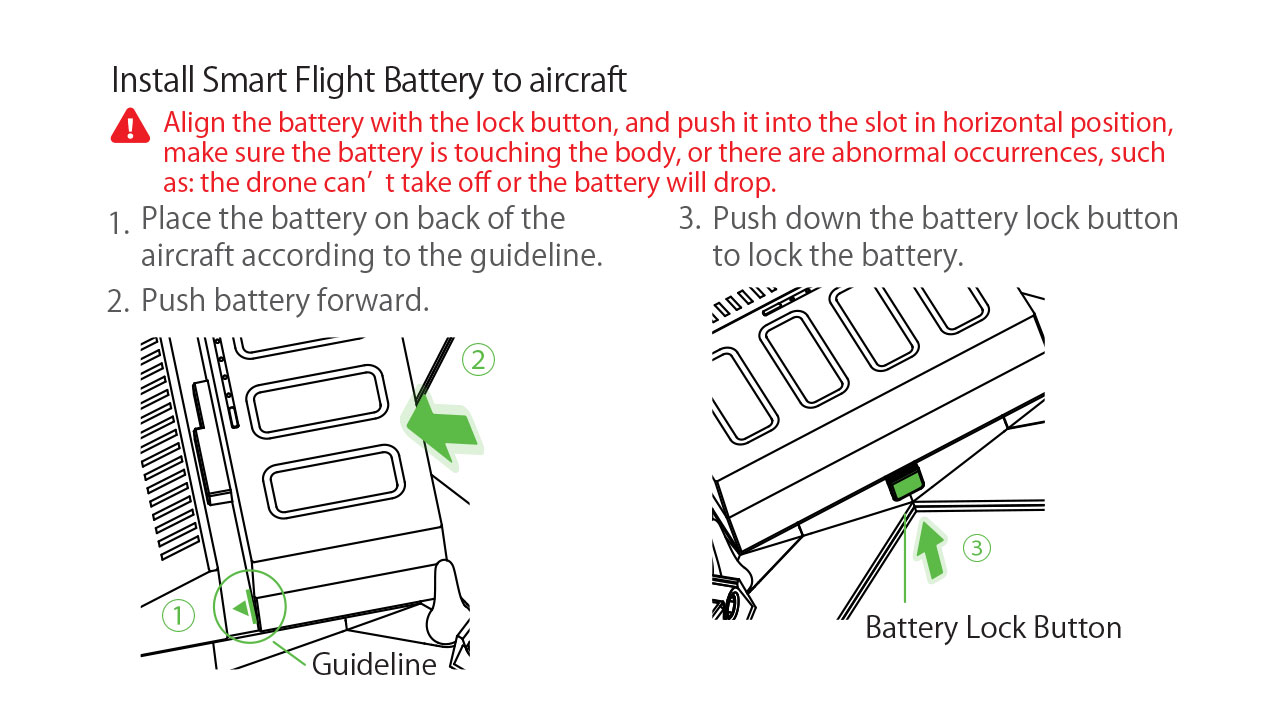 Install Smart Flight Battery to aircraft
Align the battery with the lock button, and push it into the slot in horizontal position,
make sure the battery is touching the body, or there are abnormal occurrences, such
as: the drone can’ t take off or the battery will drop.
1. Place the battery on back of the
aircraft according to the guideline.
2. Push battery forward.
②
①
Guideline
3. Push down the battery lock button
to lock the battery.
③
Battery Lock Button